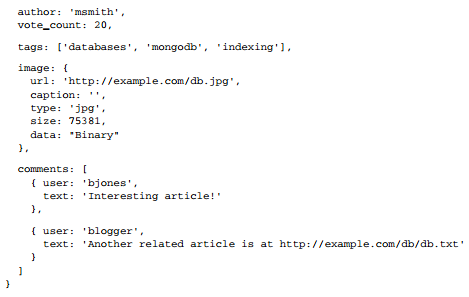 author: 'msmith',
vote_count: 20,
tags: ['databases', 'mongodb', 'indexing'],
image: {
url: 'http://example.com/db.jpg',
caption: '',
type: 'jpg',
size: 75381,
data: "Binary"
},
comments: [
{ user: 'bjones',
text: 'Interesting article!'
},
{ user: 'blogger',
text: 'Another related article is at http://example.com/db/db.txt'
}
]
}